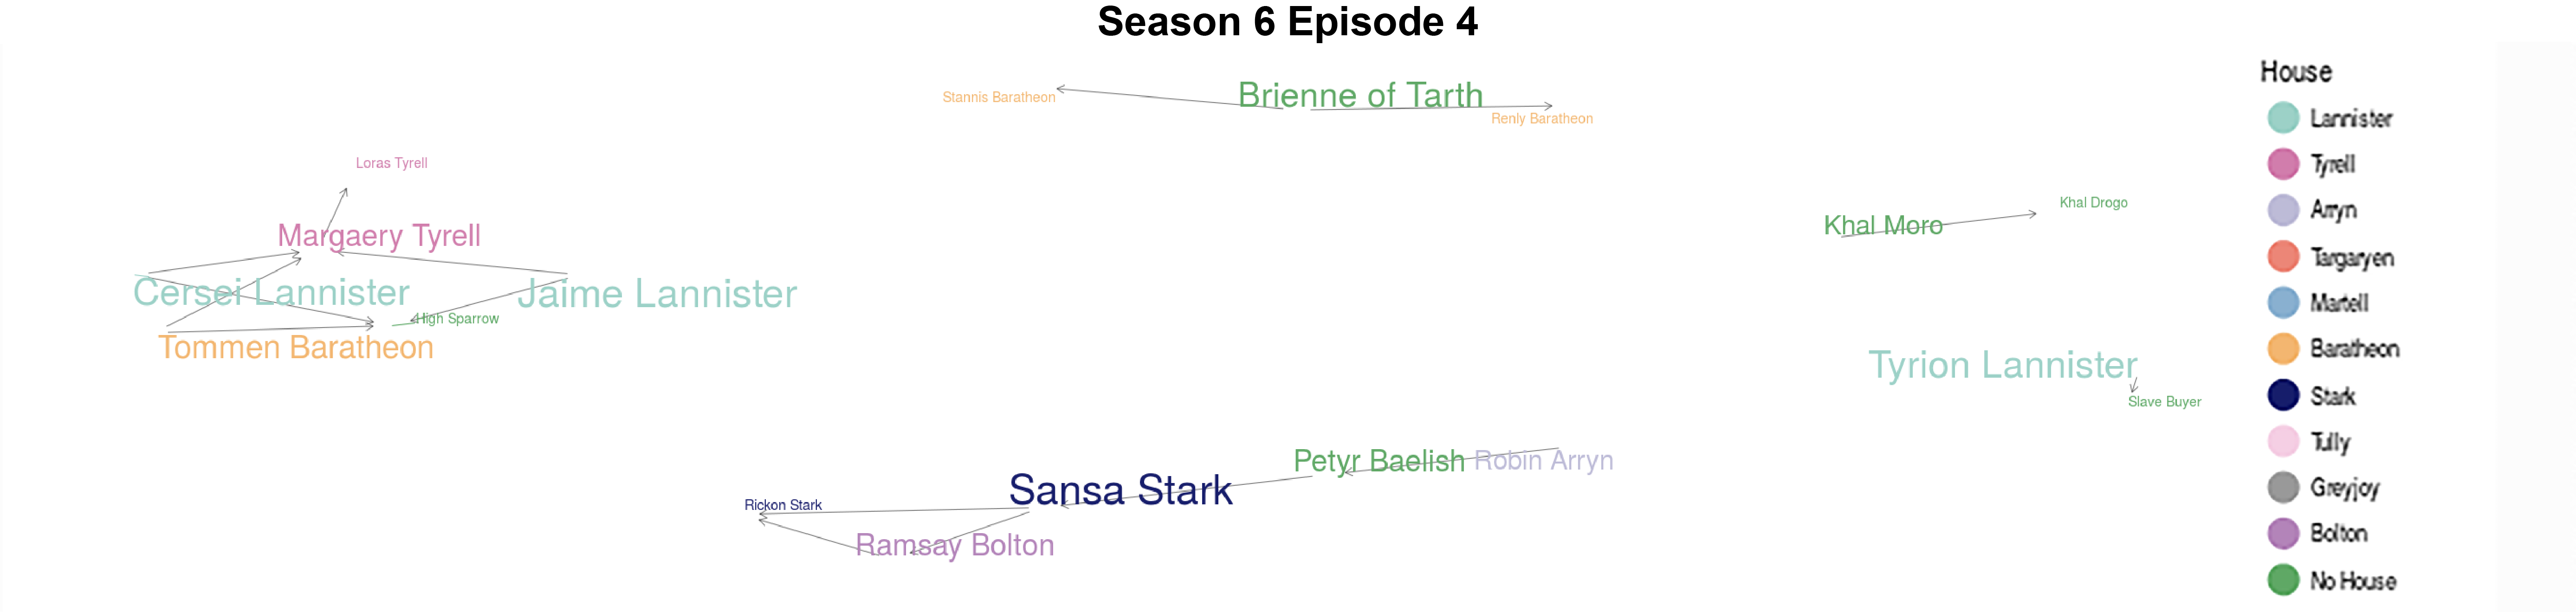 Season 6 Episode 4
Stannis Baratheon
Brienne of Tarth
Renly Baratheon
Loras Tyrell
Margaery Tyrell
Cersei Lannister
Jaime Lannister
High Sparrow
Tommen Baratheon
Khal Moro
Khal Drogo
Tyrion Lannister
Slave Buyer
Petyr Baelish
Robin Arryn
Sansa Stark
Rickon Stark
Ramsay Bolton
House
Lannister
Tyrell
Arryn
Targaryen
Martell
Baratheon
Stark
Tully
Greyjoy
Bolton
No House